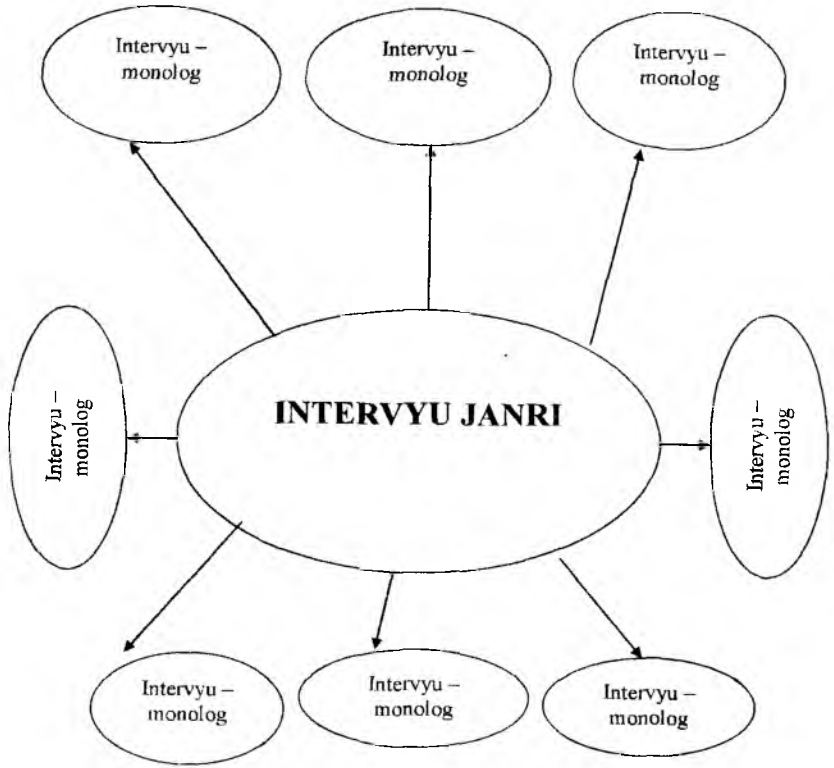 Intervyu –
monolog
Intervyu –
monolog
Intervyu –
monolog
Intervyu –
monolog
INTERVYU JANRI
Intervyu –
monolog
Intervyu –
monolog
Intervyu –
monolog
Intervyu –
monolog